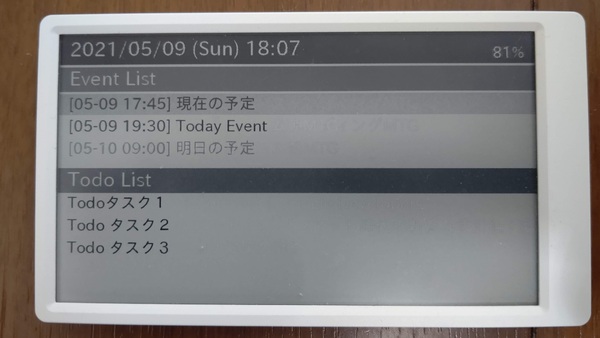 2021/05/09 (Sun) 18:07
81%
Event List
[05-09 17:45] 現在の予定
[05-09 19:30] Today Event
[05-10 09:00] 明日の予定
Todo List
Todoタスク1
Todo タスク2
Todo タスク3